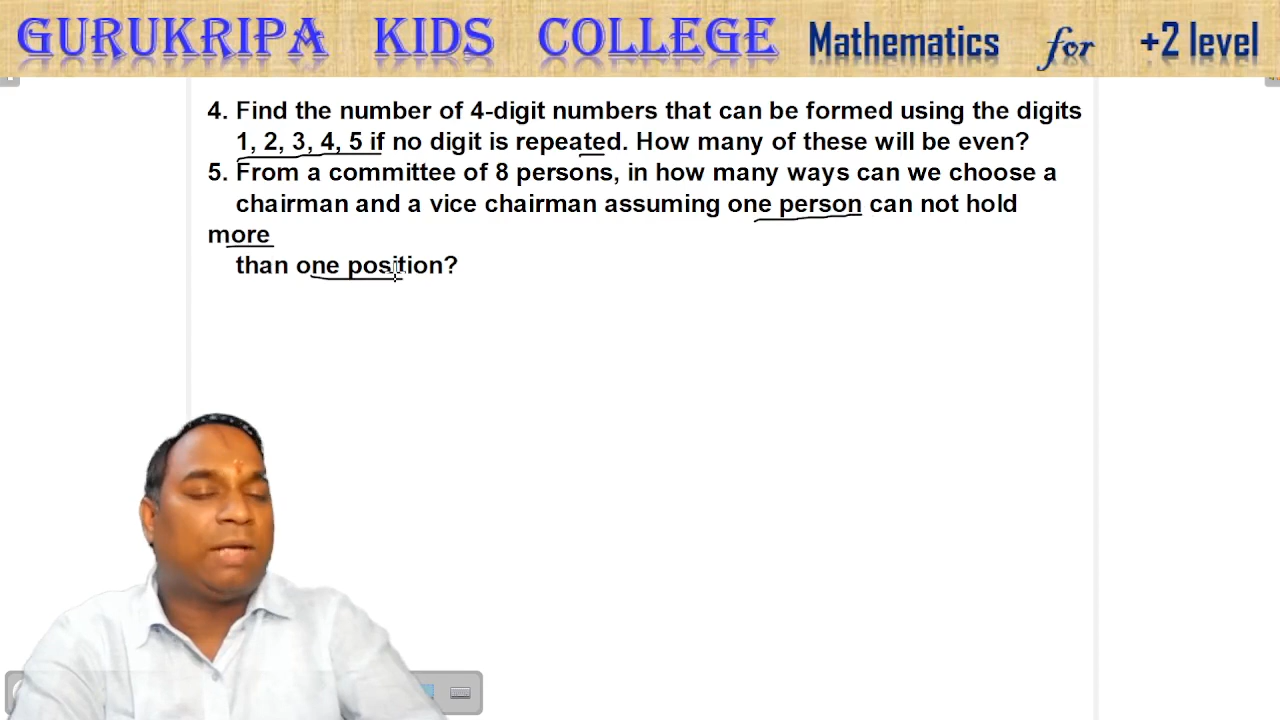 GURUKRIPA KIDS COLLEGE Mathematics for +2 level
4. Find the number of 4-digit numbers that can be formed using the digits
1, 2, 3, 4, 5 if no digit is repeated. How many of these will be even?
5. From a committee of 8 persons, in how many ways can we choose a
chairman and a vice chairman assuming one person can not hold
more
than one position?